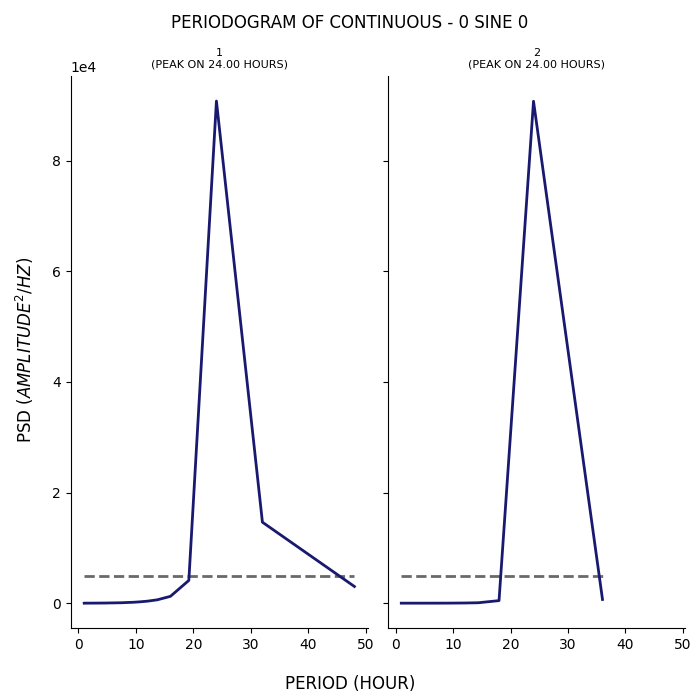 PERIODOGRAM OF CONTINUOUS - 0 SINE 0
1
(PEAK ON 24.00 HOURS)
2
(PEAK ON 24.00 HOURS)
1e4
8
6
4
2
0
PSD (AMPLITUDE²/HZ)
0 10 20 30 40 50
0 10 20 30 40 50
PERIOD (HOUR)